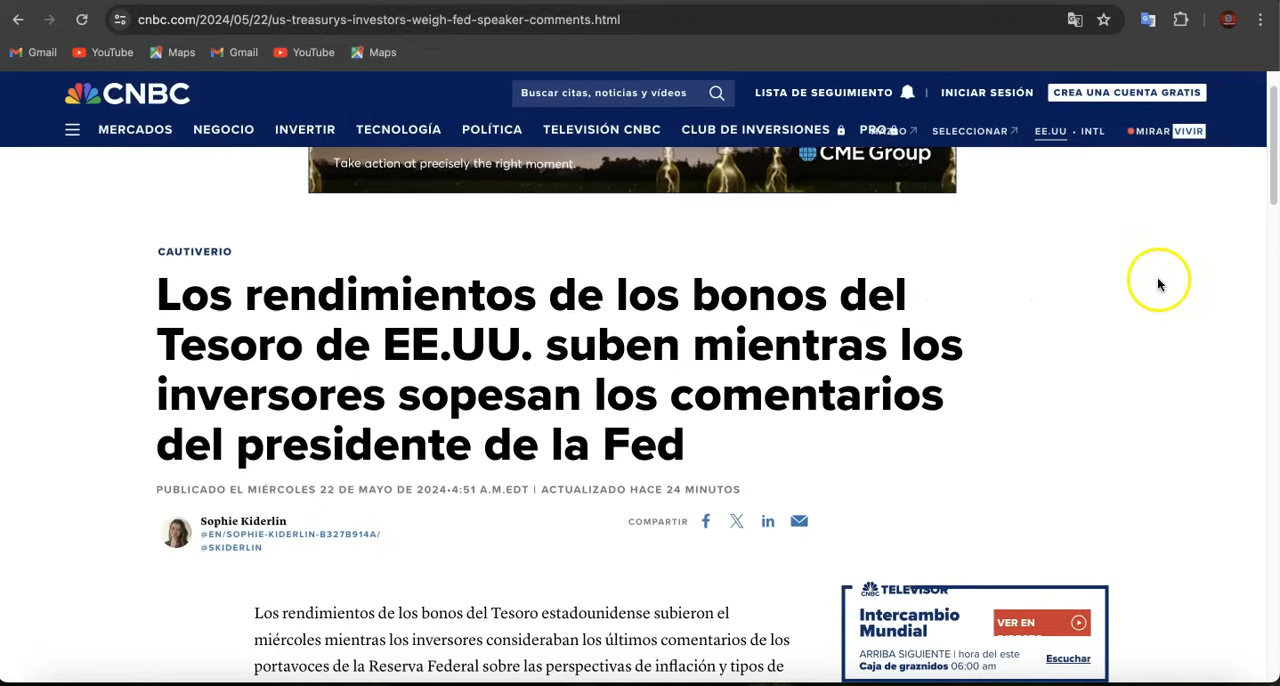 cnbc.com/2024/05/22/us-treasurys-investors-weigh-fed-speaker-comments.html
Gmail YouTube Maps Gmail YouTube Maps
CNBC Buscar citas, noticias y vídeos LISTA DE SEGUIMIENTO | INICIAR SESIÓN CREA UNA CUENTA GRATIS
MERCADOS NEGOCIO INVERTIR TECNOLOGÍA POLÍTICA TELEVISIÓN CNBC CLUB DE INVERSIONES PRO SELECCIONAR EE.UU • INTL MIRAR VIVIR
Take action at precisely the right moment. CME Group
CAUTIVERIO
Los rendimientos de los bonos del
Tesoro de EE.UU. suben mientras los
inversores sopesan los comentarios
del presidente de la Fed
PUBLICADO EL MIÉRCOLES 22 DE MAYO DE 2024•4:51 A.M.EDT | ACTUALIZADO HACE 24 MINUTOS
Sophie Kiderlin
@EN/SOPHIE-KIDERLIN-B327B914A/
@SKIDERLIN
COMPARTIR
Los rendimientos de los bonos del Tesoro estadounidense subieron el
miércoles mientras los inversores consideraban los últimos comentarios de los
portavoces de la Reserva Federal sobre las perspectivas de inflación y tipos de
CNBC TELEVISOR
Intercambio
Mundial
VER EN
ARRIBA SIGUIENTE | hora del este
Caja de graznidos 06:00 am
Escuchar